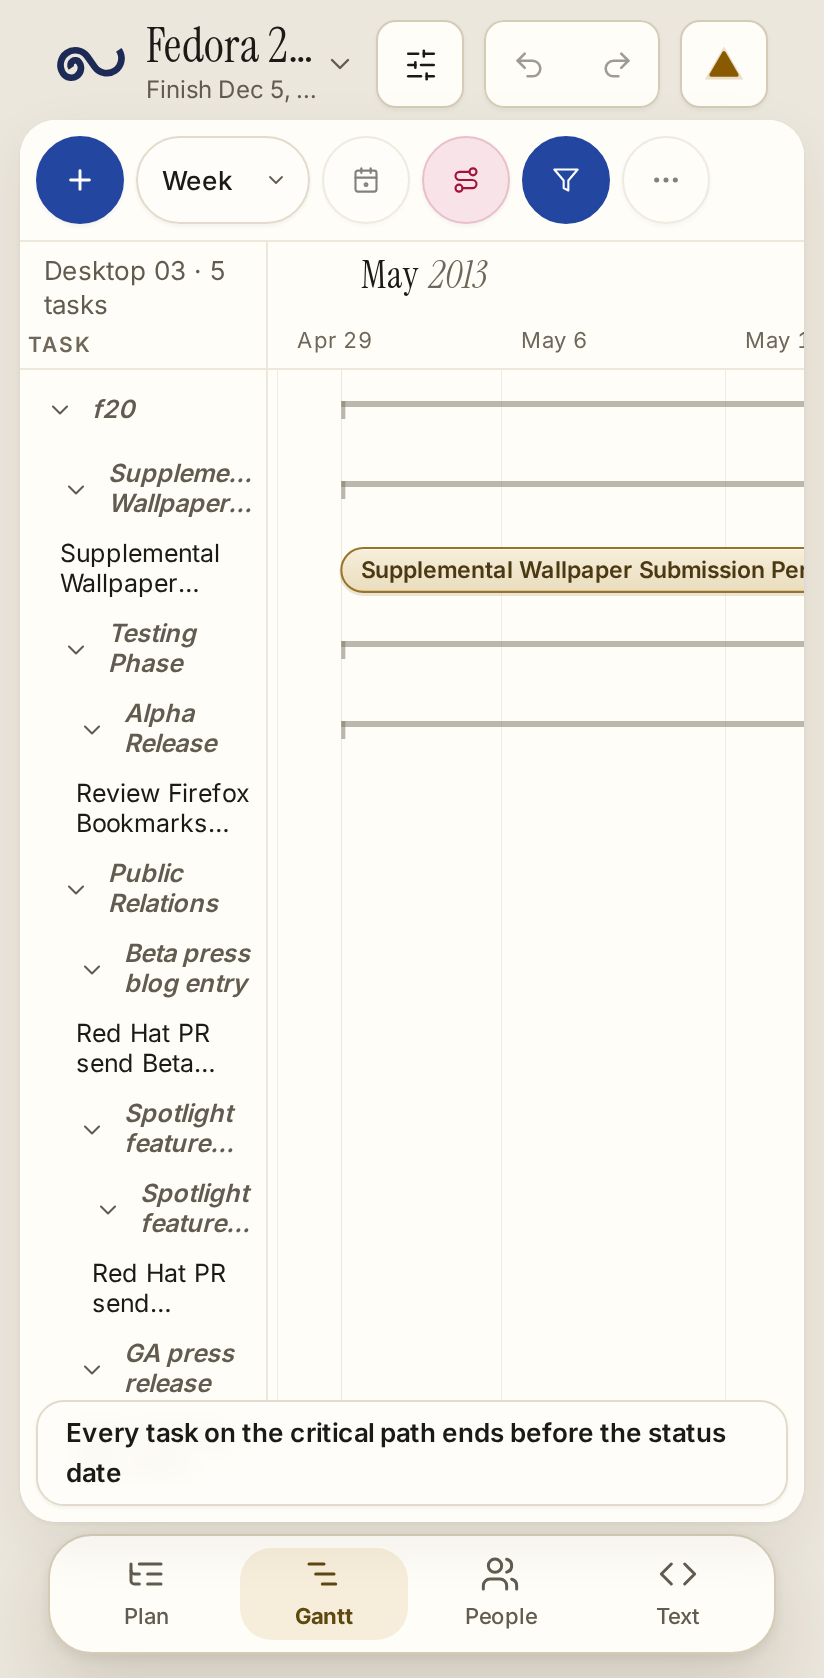 Fedora 2...
Finish Dec 5, ...
Week
Desktop 03 · 5
tasks
TASK
May 2013
Apr 29
May 6
May 1
f20
Suppleme...
Wallpaper...
Supplemental
Wallpaper...
Supplemental Wallpaper Submission Per
Testing
Phase
Alpha
Release
Review Firefox
Bookmarks...
Public
Relations
Beta press
blog entry
Red Hat PR
send Beta...
Spotlight
feature...
Spotlight
feature...
Red Hat PR
send...
GA press
release
Every task on the critical path ends before the status
date
Plan
Gantt
People
Text